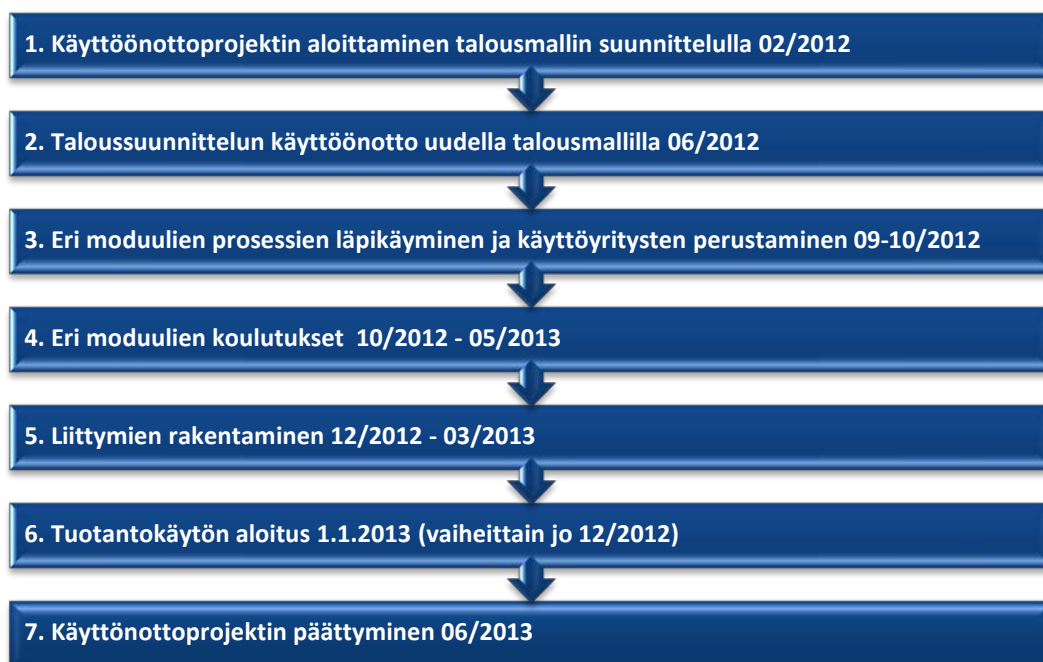 1. Käyttöönottoprojektin aloittaminen talousmallin suunnittelulla 02/2012
2. Taloussuunnittelun käyttöönotto uudella talousmallilla 06/2012
3. Eri moduulien prosessien läpikäyminen ja käyttöyritysten perustaminen 09-10/2012
4. Eri moduulien koulutukset 10/2012 - 05/2013
5. Liittymien rakentaminen 12/2012 - 03/2013
6. Tuotantokäytön aloitus 1.1.2013 (vaiheittain jo 12/2012)
7. Käyttönottoprojektin päättyminen 06/2013